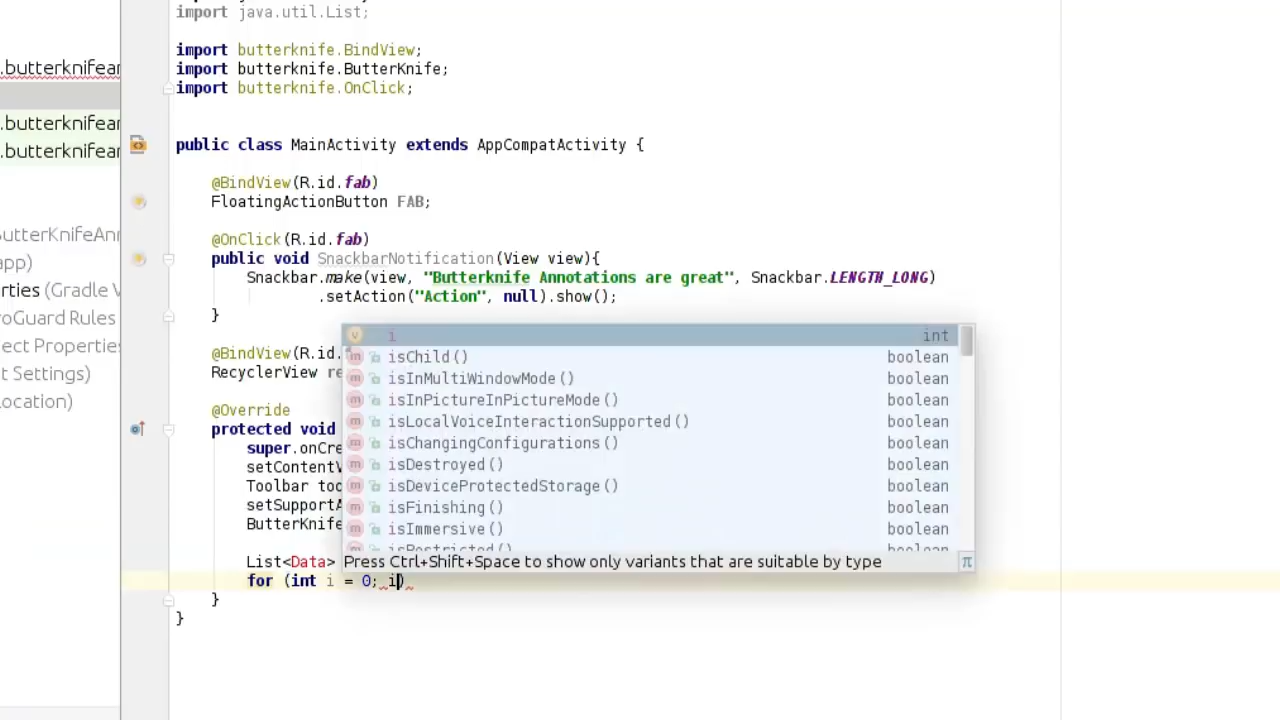 import java.util.List;
import butterknife.BindView;
import butterknife.ButterKnife;
import butterknife.OnClick;
public class MainActivity extends AppCompatActivity {
@BindView(R.id.fab)
FloatingActionButton FAB;
@OnClick(R.id.fab)
public void SnackbarNotification(View view){
Snackbar.make(view, "Butterknife Annotations are great", Snackbar.LENGTH_LONG)
.setAction("Action", null).show();
}
@BindView(R.id.
RecyclerView re
@Override
protected void
super.onCre
setContentV
Toolbar too
setSupportA
ButterKnife
List<Data>
for (int i = 0; i)
}
}
i int
isChild() boolean
isInMultiWindowMode() boolean
isInPictureInPictureMode() boolean
isLocalVoiceInteractionSupported() boolean
isChangingConfigurations() boolean
isDestroyed() boolean
isDeviceProtectedStorage() boolean
isFinishing() boolean
isImmersive() boolean
isRestricted() boolean
Press Ctrl+Shift+Space to show only variants that are suitable by type
π
.butterknifear
.butterknifear
.butterknifear
ButterKnifeAnn
app)
rties (Gradle V
oGuard Rules
ect Properties
t Settings)
ocation)